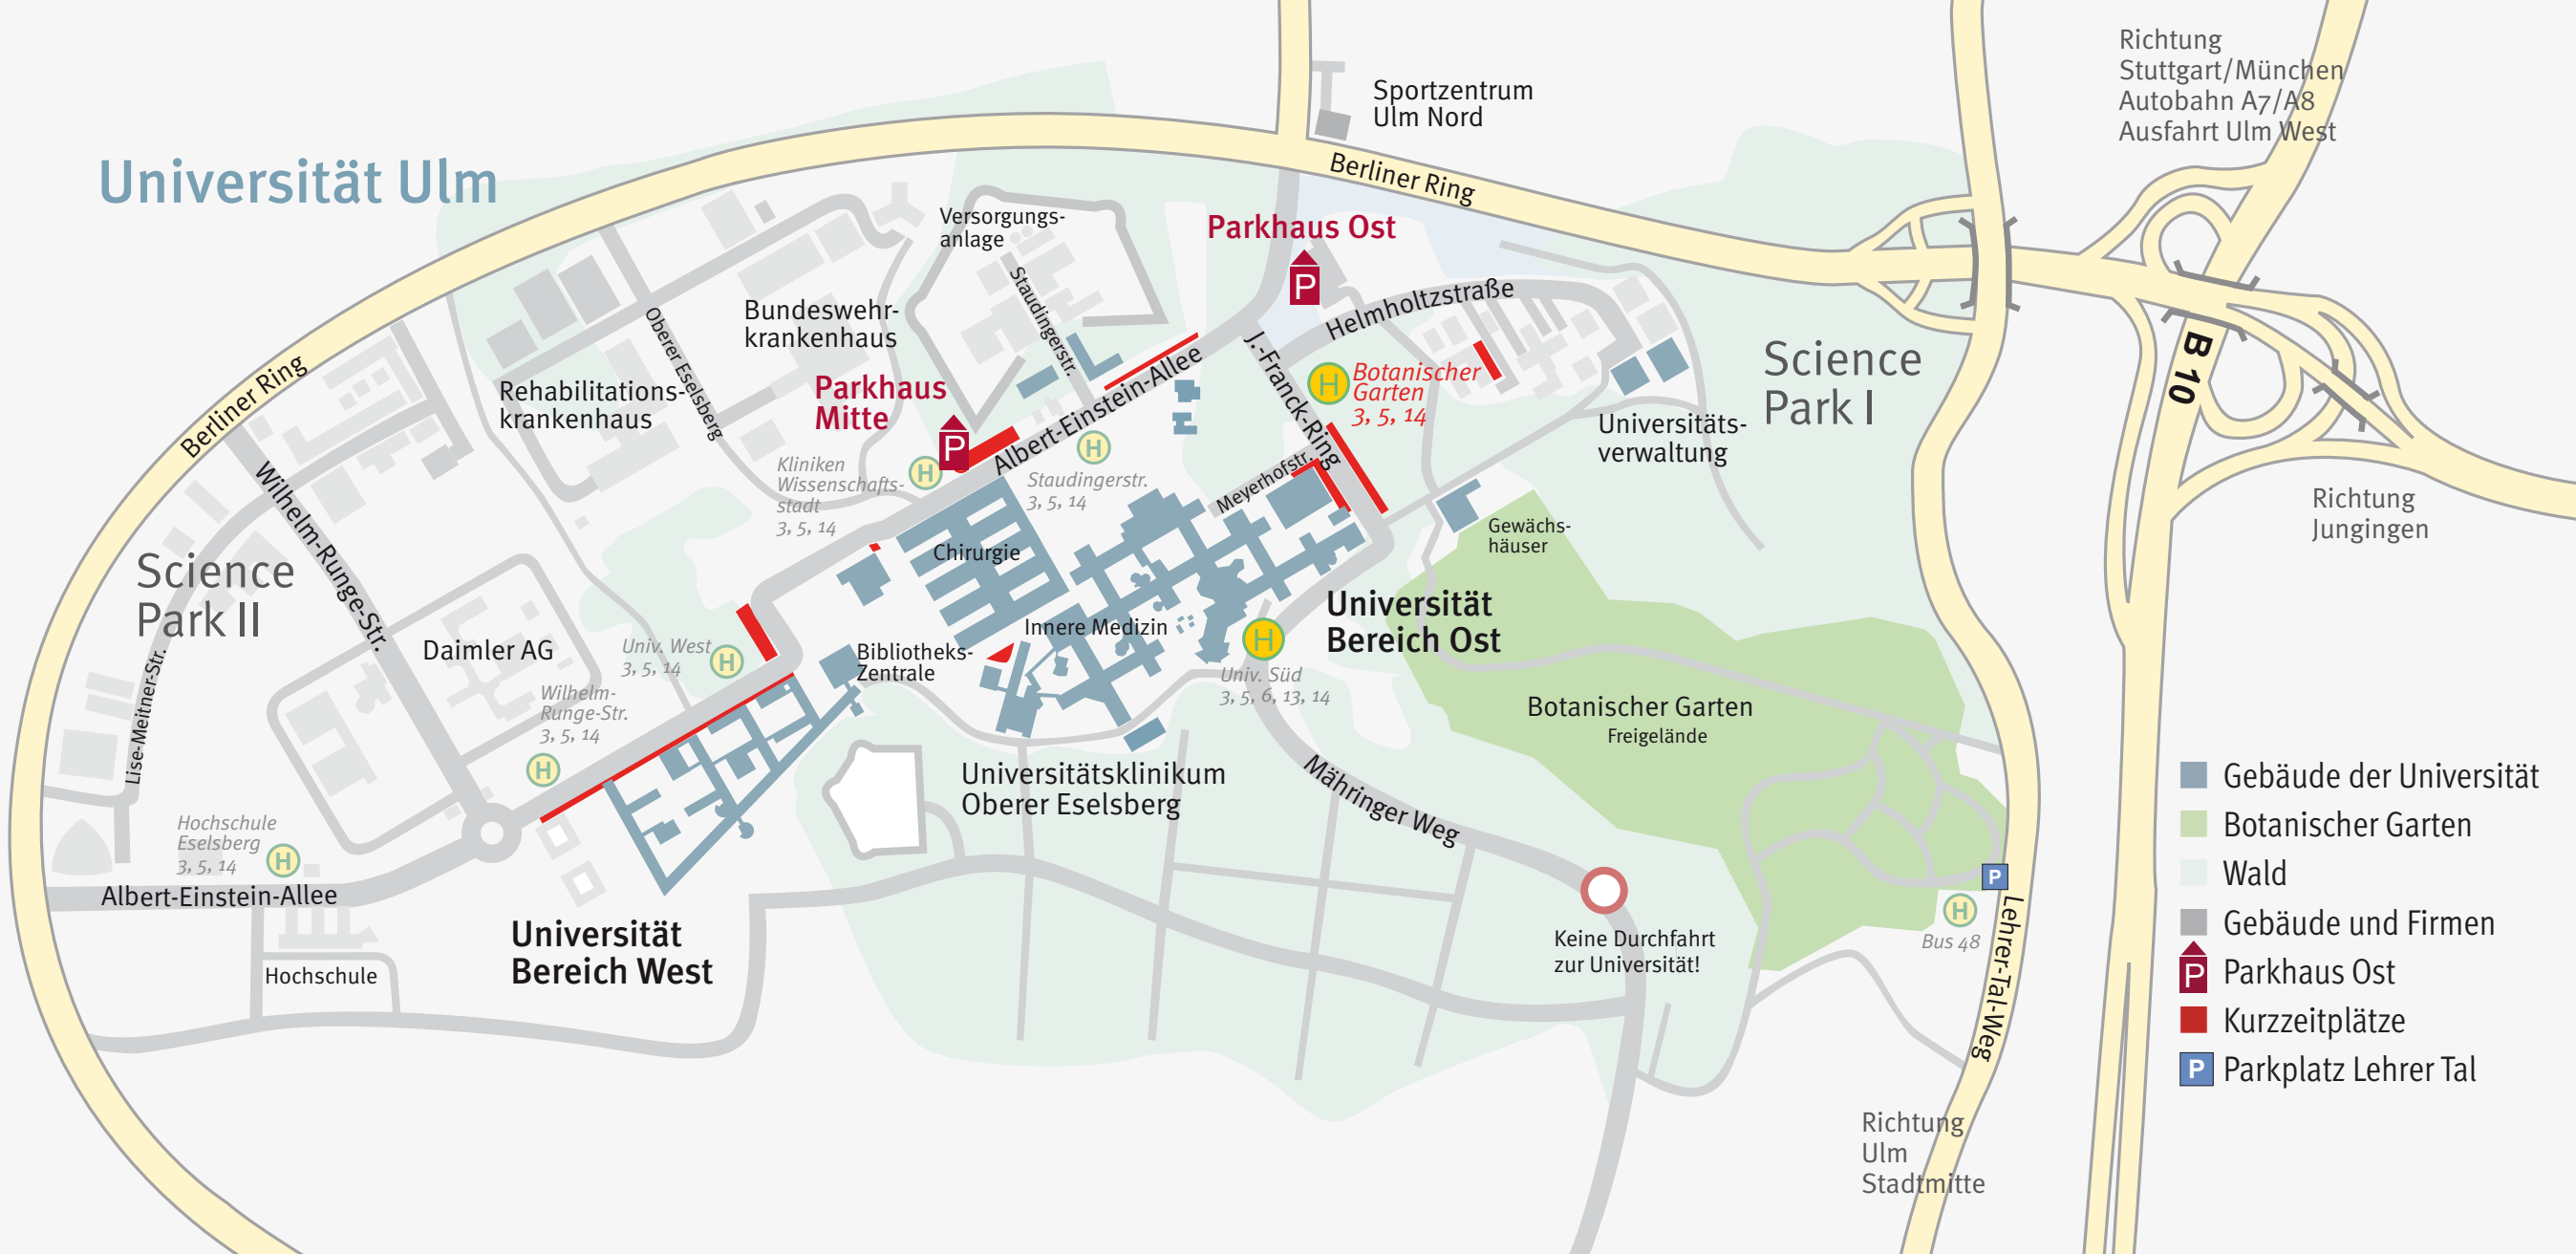 Universität Ulm
Richtung
Stuttgart/München
Autobahn A7/A8
Ausfahrt Ulm West
Sportzentrum
Ulm Nord
Berliner Ring
Versorgungs-
anlage
Parkhaus Ost
P
Staudingerstr.
Helmholtzstraße
Bundeswehr-
krankenhaus
Oberer Eselsberg
Rehabilitations-
krankenhaus
Parkhaus
Mitte
P
Albert-Einstein-Allee
J.-Franck-Ring
H
Botanischer
Garten
3, 5, 14
Science
Park I
B 10
Universitäts-
verwaltung
Berliner Ring
Wilhelm-Runge-Str.
Kliniken
Wissenschafts-
stadt
3, 5, 14
H
H
Staudingerstr.
3, 5, 14
Meyerhofstr.
Gewächs-
häuser
Richtung
Jungingen
Science
Park II
Chirurgie
Innere Medizin
Universität
Bereich Ost
Daimler AG
Univ. West
3, 5, 14
H
Bibliotheks-
Zentrale
H
Univ. Süd
3, 5, 6, 13, 14
Lise-Meitner-Str.
Wilhelm-
Runge-Str.
3, 5, 14
H
Botanischer Garten
Freigelände
Universitätsklinikum
Oberer Eselsberg
Mähringer Weg
Hochschule
Eselsberg
3, 5, 14
H
Albert-Einstein-Allee
Hochschule
Universität
Bereich West
Keine Durchfahrt
zur Universität!
P
H
Bus 48
Lehrer-Tal-Weg
Richtung
Ulm
Stadtmitte
Gebäude der Universität
Botanischer Garten
Wald
Gebäude und Firmen
P Parkhaus Ost
Kurzzeitplätze
P Parkplatz Lehrer Tal